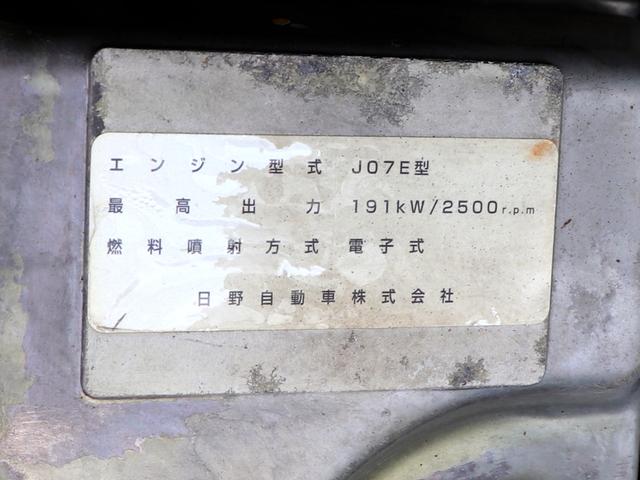 エンジン型式 J07E型
最高出力 191kW/2500r.p.m
燃料噴射方式 電子式
日野自動車株式会社